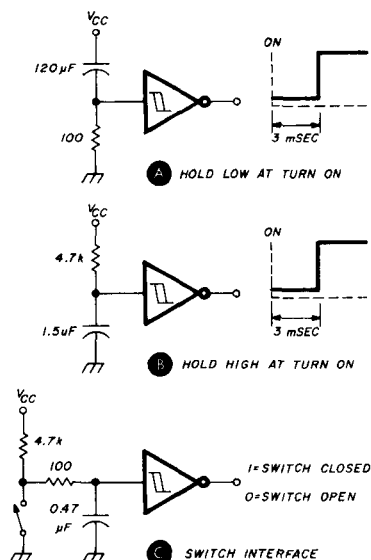 VCC
ON
120 µF
100
3 mSEC
A HOLD LOW AT TURN ON
VCC
ON
4.7k
1.5uF
3 mSEC
B HOLD HIGH AT TURN ON
VCC
4.7k
100
1=SWITCH CLOSED
0.47
µF
0=SWITCH OPEN
C SWITCH INTERFACE